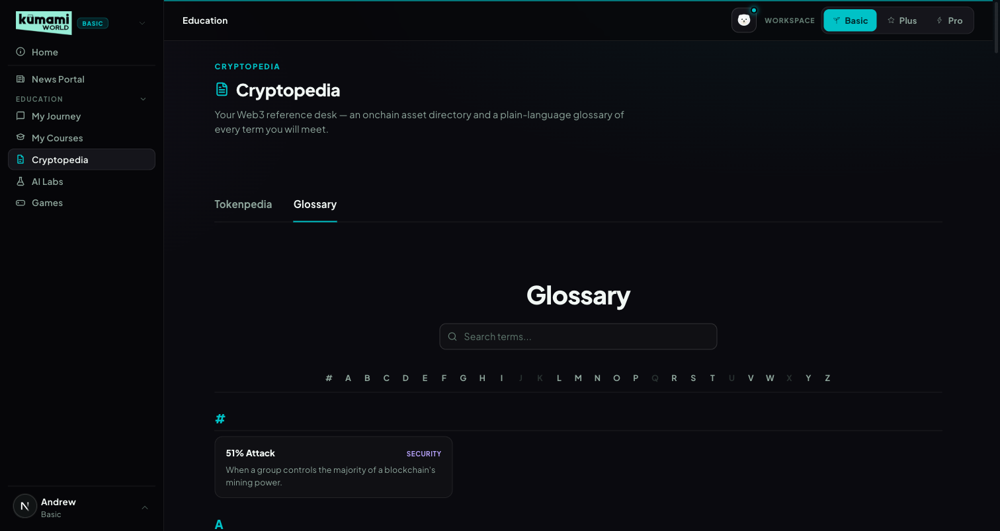 kumami
WORLD
BASIC
Home
News Portal
EDUCATION
My Journey
My Courses
Cryptopedia
AI Labs
Games
Andrew
Basic
Education
WORKSPACE
Basic
Plus
Pro
CRYPTOPEDIA
Cryptopedia
Your Web3 reference desk — an onchain asset directory and a plain-language glossary of
every term you will meet.
Tokenpedia
Glossary
Glossary
Search terms...
# A B C D E F G H I J K L M N O P Q R S T U V W X Y Z
#
51% Attack
SECURITY
When a group controls the majority of a blockchain's
mining power.
A